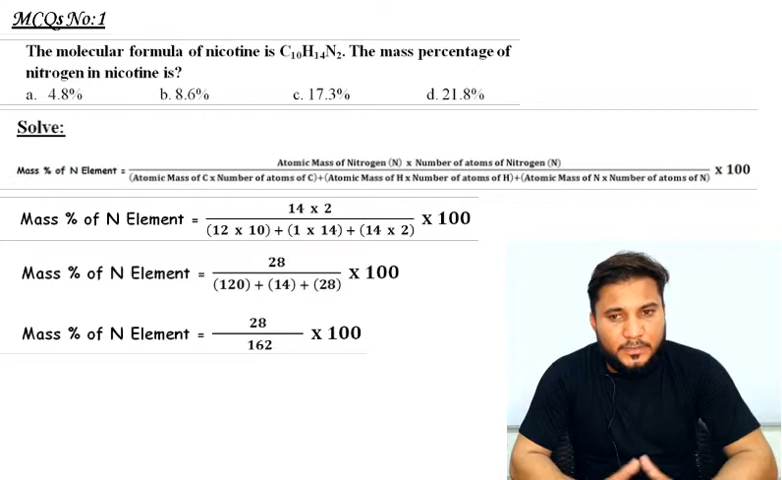 MCQs No:1
The molecular formula of nicotine is C₁₀H₁₄N₂. The mass percentage of
nitrogen in nicotine is?
a. 4.8% b. 8.6% c. 17.3% d. 21.8%
Solve:
Mass % of N Element = Atomic Mass of Nitrogen (N) x Number of atoms of Nitrogen (N)
(Atomic Mass of C x Number of atoms of C)+(Atomic Mass of H x Number of atoms of H)+(Atomic Mass of N x Number of atoms of N) X 100
14 x 2
Mass % of N Element = X 100
(12 x 10) + (1 x 14) + (14 x 2)
28
Mass % of N Element = X 100
(120) + (14) + (28)
28
Mass % of N Element = X 100
162